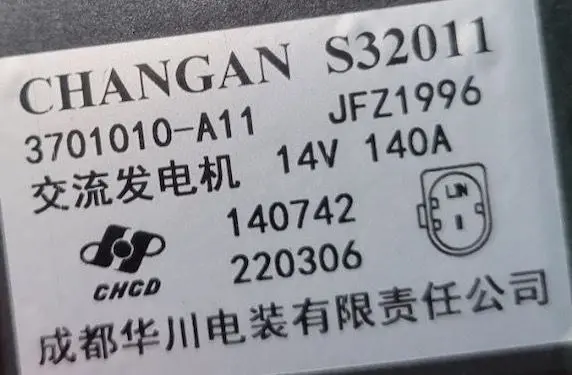 CHANGAN S32011
3701010-A11 JFZ1996
交流发电机 14V 140A
140742
LIN
220306
CHCD
成都华川电装有限责任公司